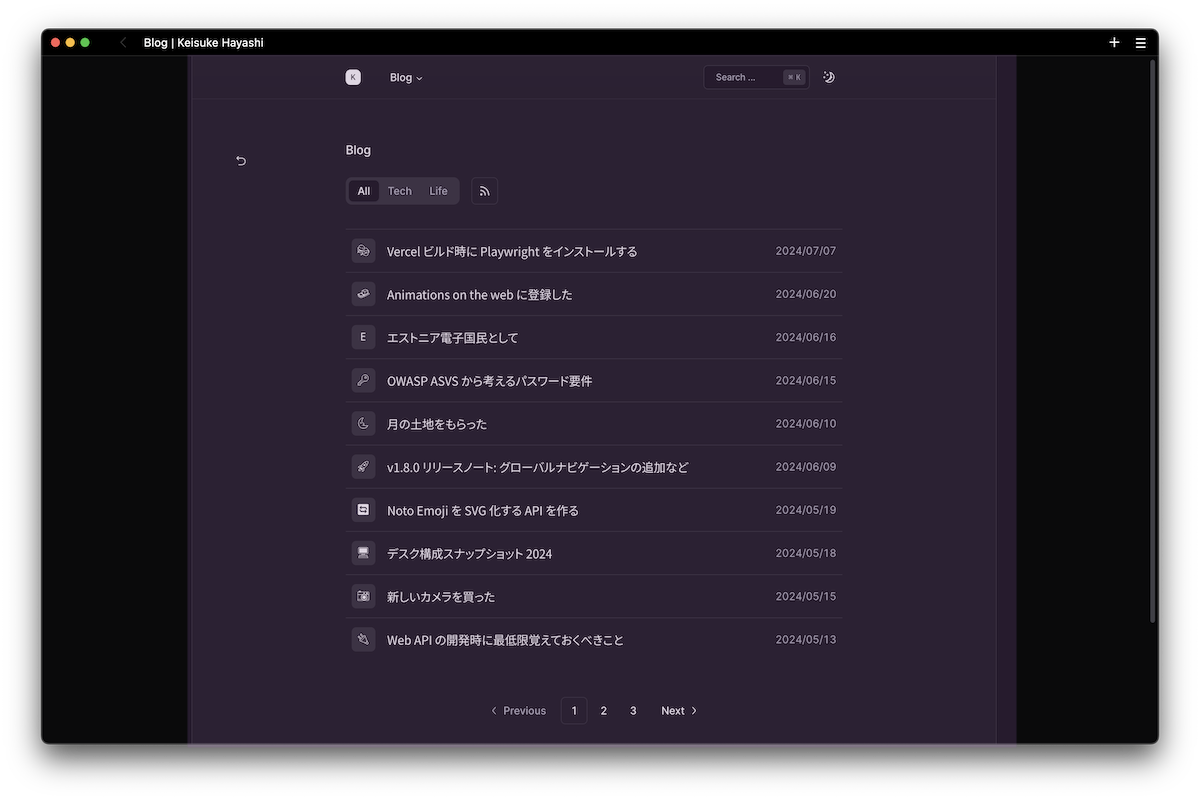 Blog | Keisuke Hayashi
K Blog Search ... ⌘ K
Blog
All Tech Life
Vercel ビルド時に Playwright をインストールする 2024/07/07
Animations on the web に登録した 2024/06/20
E エストニア電子国民として 2024/06/16
OWASP ASVS から考えるパスワード要件 2024/06/15
月の土地をもらった 2024/06/10
v1.8.0 リリースノート: グローバルナビゲーションの追加など 2024/06/09
Noto Emoji を SVG 化する API を作る 2024/05/19
デスク構成スナップショット 2024 2024/05/18
新しいカメラを買った 2024/05/15
Web API の開発時に最低限覚えておくべきこと 2024/05/13
Previous 1 2 3 Next